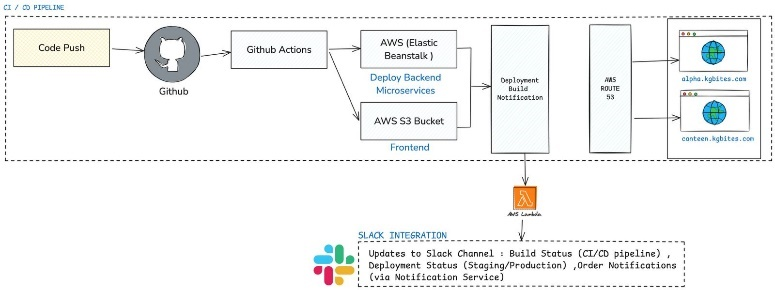 CI / CD PIPELINE
Code Push
Github
Github Actions
AWS (Elastic
Beanstalk )
Deploy Backend
Microservices
AWS S3 Bucket
Frontend
Deployment
Build
Notification
AWS
ROUTE
53
alpha.kgbites.com
canteen.kgbites.com
AWS Lambda
SLACK INTEGRATION
Updates to Slack Channel : Build Status (CI/CD pipeline) ,
Deployment Status (Staging/Production) ,Order Notifications
(via Notification Service)